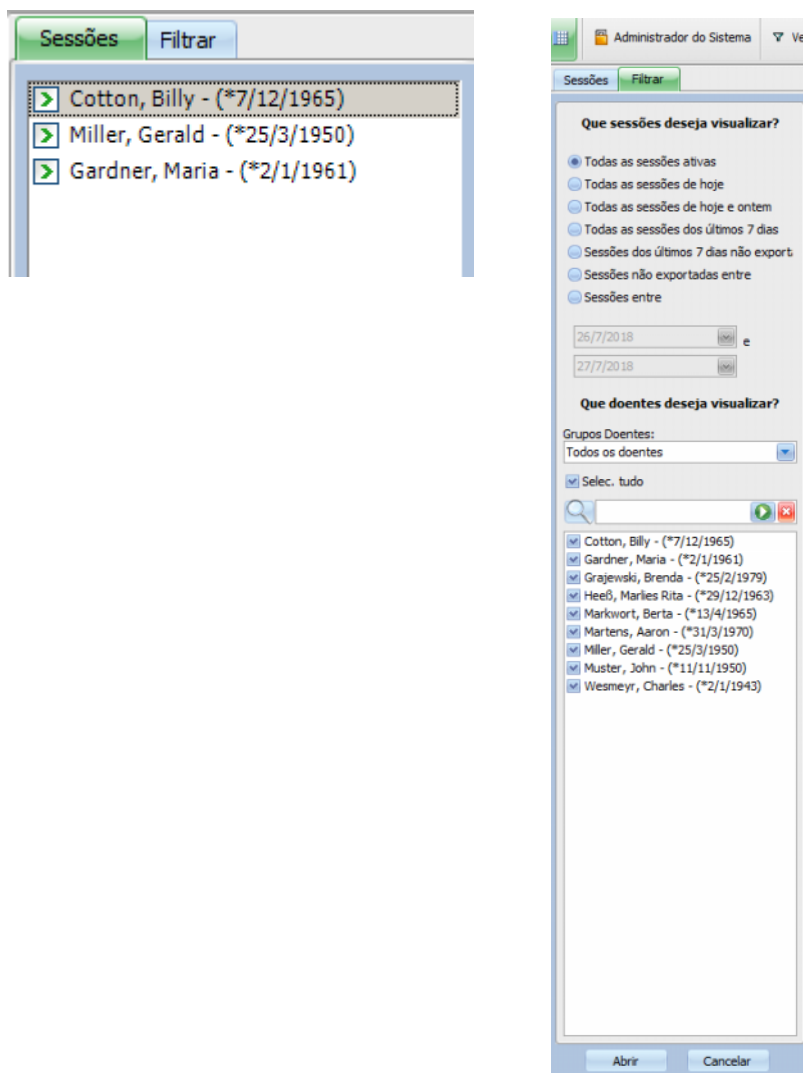 Sessões Filtrar
Cotton, Billy - (*7/12/1965)
Miller, Gerald - (*25/3/1950)
Gardner, Maria - (*2/1/1961)
Administrador do Sistema Ve
Sessões Filtrar
Que sessões deseja visualizar?
Todas as sessões ativas
Todas as sessões de hoje
Todas as sessões de hoje e ontem
Todas as sessões dos últimos 7 dias
Sessões dos últimos 7 dias não export
Sessões não exportadas entre
Sessões entre
26/7/2018 e
27/7/2018
Que doentes deseja visualizar?
Grupos Doentes:
Todos os doentes
Selec. tudo
Cotton, Billy - (*7/12/1965)
Gardner, Maria - (*2/1/1961)
Grajewski, Brenda - (*25/2/1979)
Heeß, Marlies Rita - (*29/12/1963)
Markwort, Berta - (*13/4/1965)
Martens, Aaron - (*31/3/1970)
Miller, Gerald - (*25/3/1950)
Muster, John - (*11/11/1950)
Wesmeyr, Charles - (*2/1/1943)
Abrir Cancelar